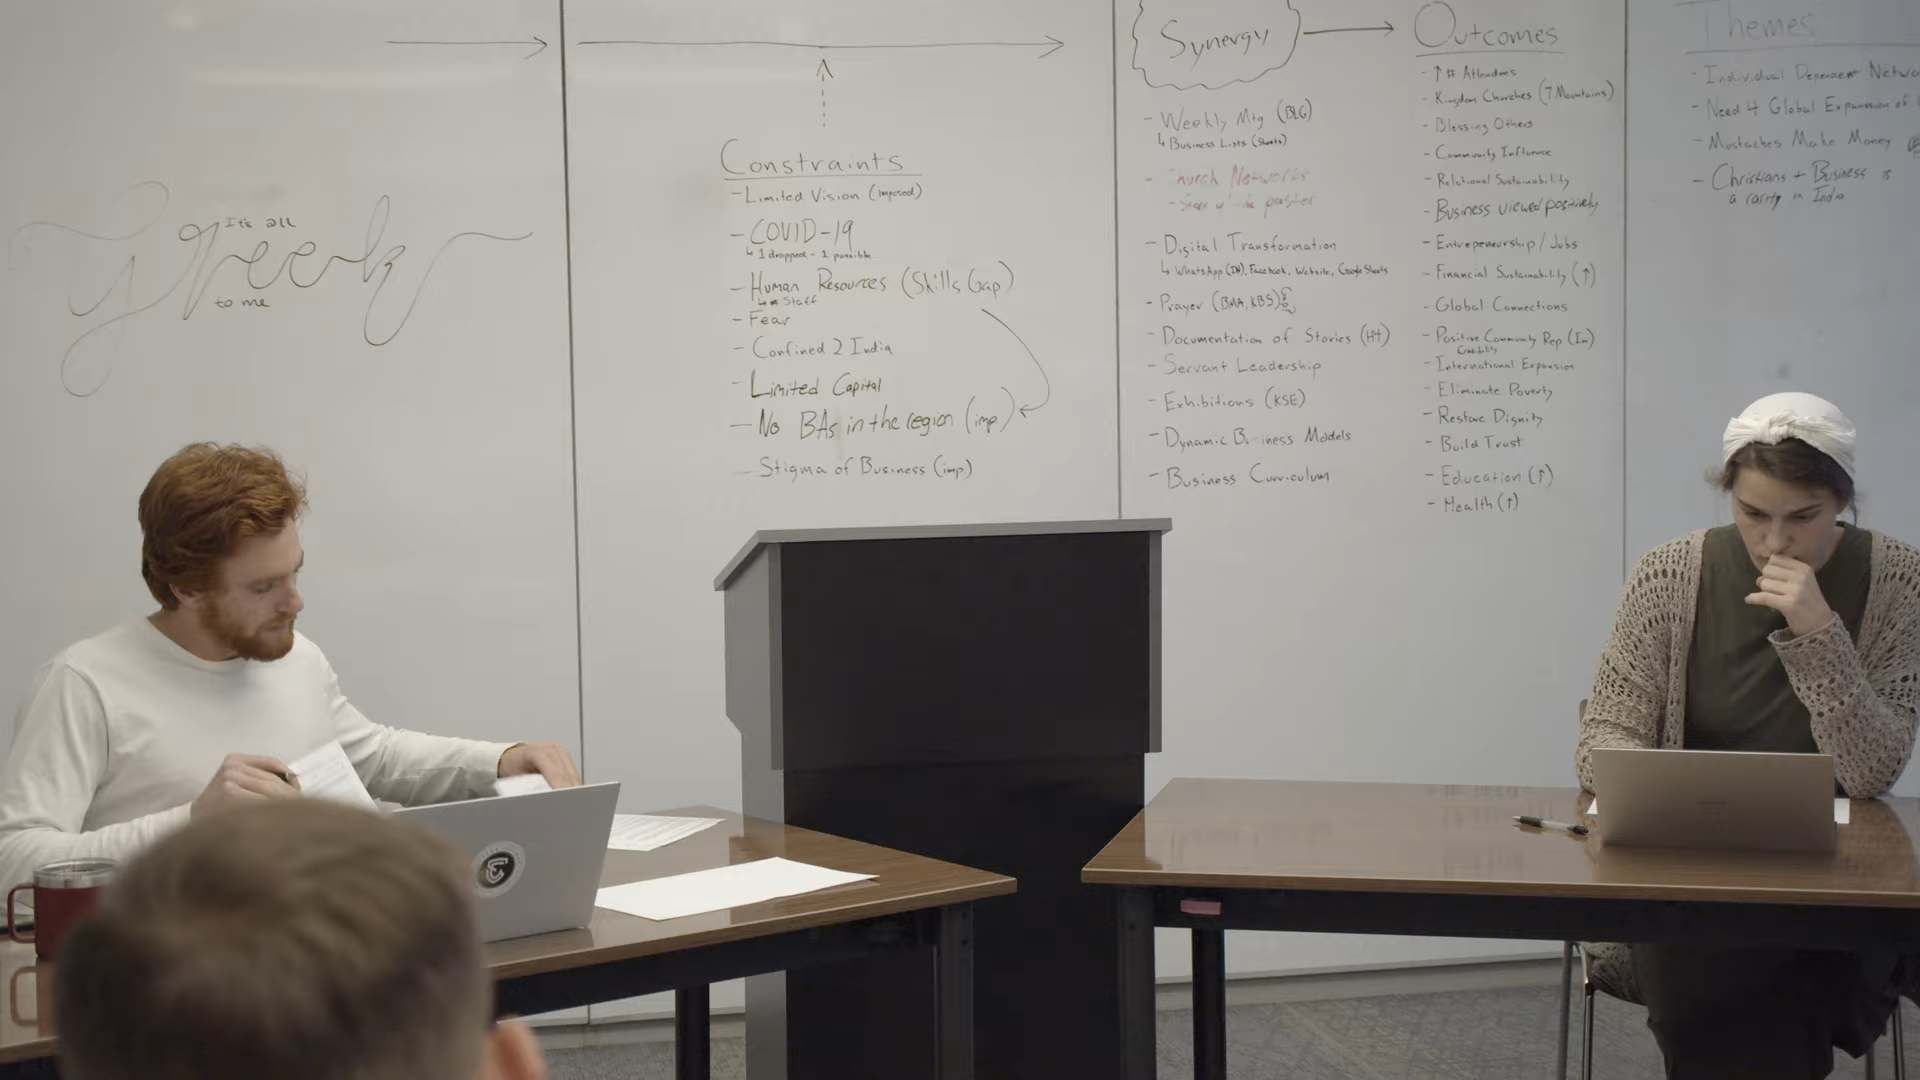 It's all
Greek
to me
Constraints
- Limited Vision (imposed)
- COVID-19
↳ 1 dropped - 1 possible
- Human Resources (Skills Gap)
↳ # Staff
- Fear
- Confined 2 India
- Limited Capital
- No BAs in the region (imp)
- Stigma of Business (imp.)
Synergy
- Weekly Mtg (BLG)
↳ Business Lists (Sheets)
- Church Networks
- Digital Transformation
↳ WhatsApp (IN), Facebook, Website, Google Sheets
- Prayer (BMA, KBS)
- Documentation of Stories (H4)
- Servant Leadership
- Exhibitions (KSE)
- Dynamic Business Models
- Business Curriculum
Outcomes
- ↑ # Attendees
- Kingdom Churches (7 Mountains)
- Blessing Others
- Community Influence
- Relational Sustainability
- Business viewed positively
- Entrepeneurship/Jobs
- Financial Sustainability (↑)
- Global Connections
- Positive Community Rep (In)
Credibility
- International Expansion
- Eliminate Poverty
- Restore Dignity
- Build Trust
- Education (↑)
- Health (↑)
Themes
- Individual Dependent Netwo
- Need 4 Global Expansion of
- Mustaches Make Money
- Christians + Business is
a rarity in India